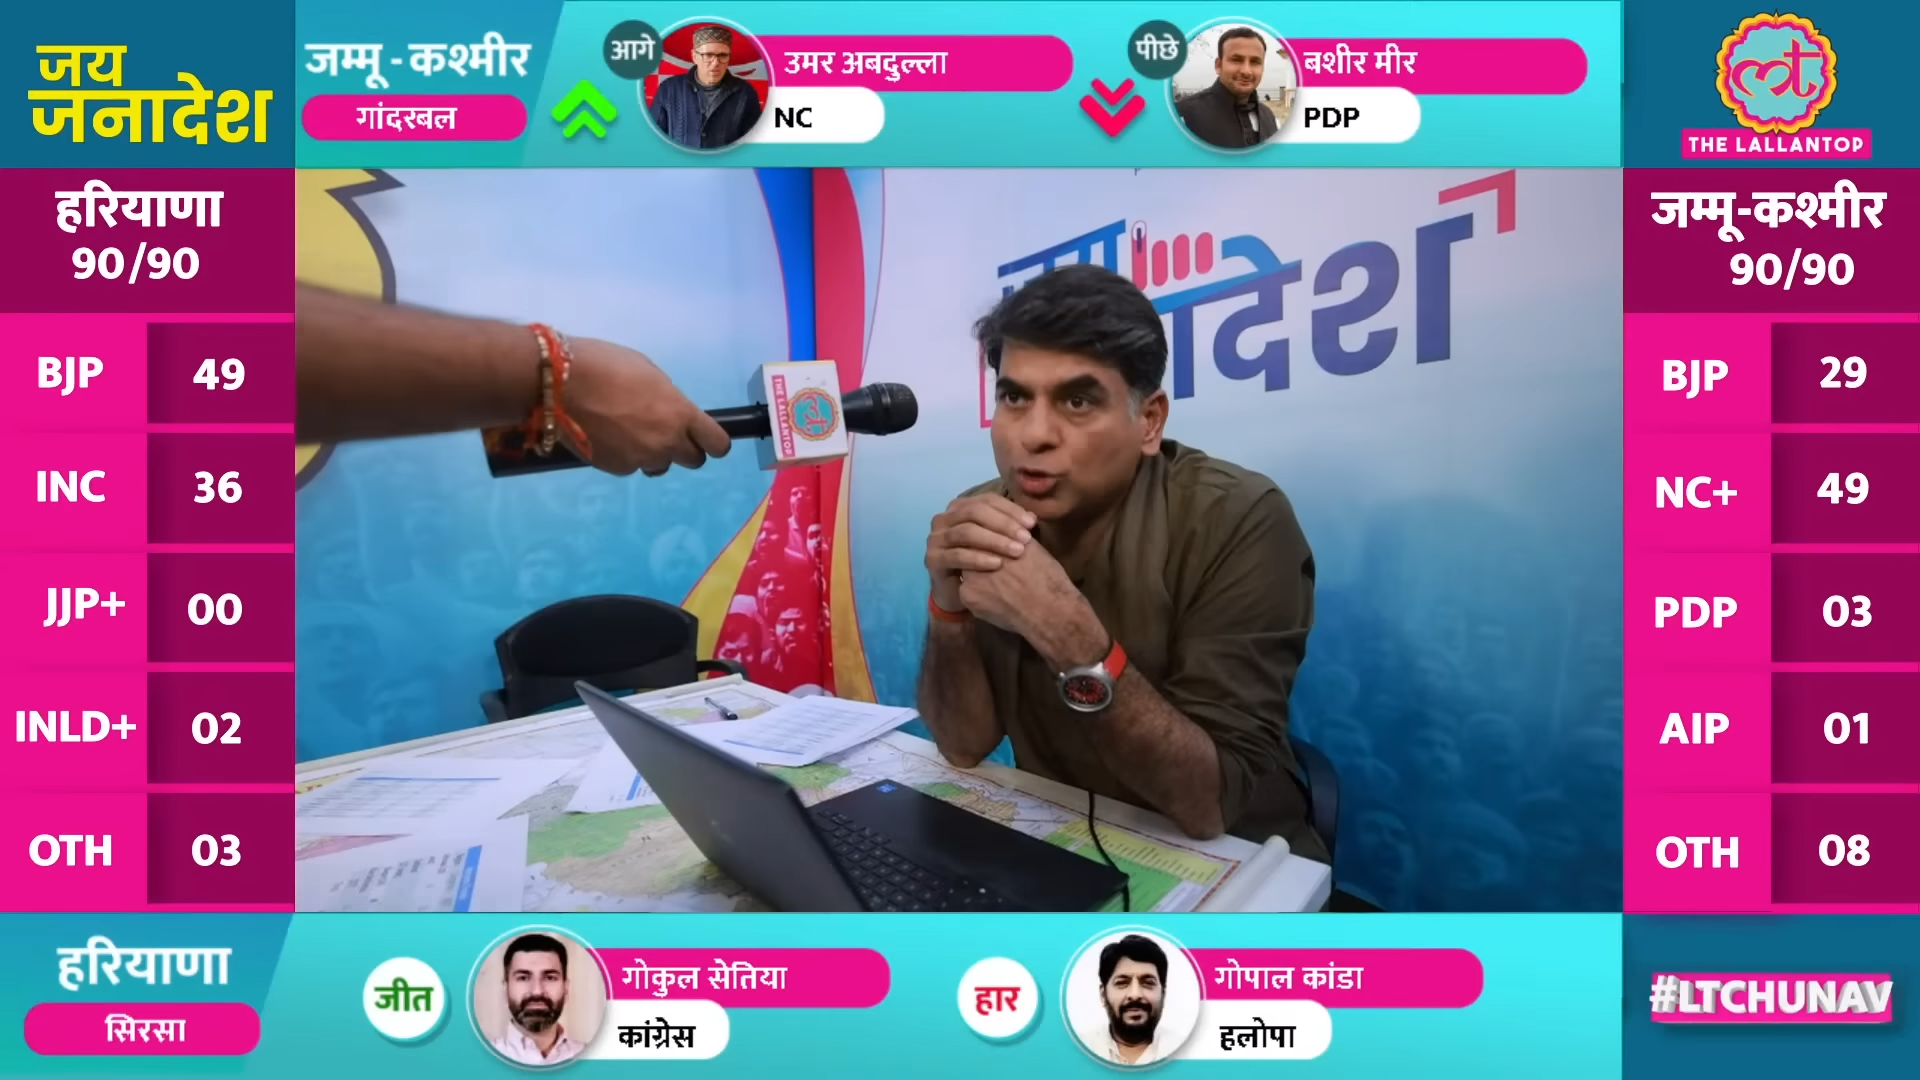 जय
जनादेश
जम्मू - कश्मीर
गांदरबल
आगे
उमर अबदुल्ला
NC
पीछे
बशीर मीर
PDP
THE LALLANTOP
हरियाणा
90/90
BJP 49
INC 36
JJP+ 00
INLD+ 02
OTH 03
देश
THE LALLANTOP
जम्मू-कश्मीर
90/90
BJP 29
NC+ 49
PDP 03
AIP 01
OTH 08
हरियाणा
सिरसा
जीत
गोकुल सेतिया
कांग्रेस
हार
गोपाल कांडा
हलोपा
#LTCHUNAV